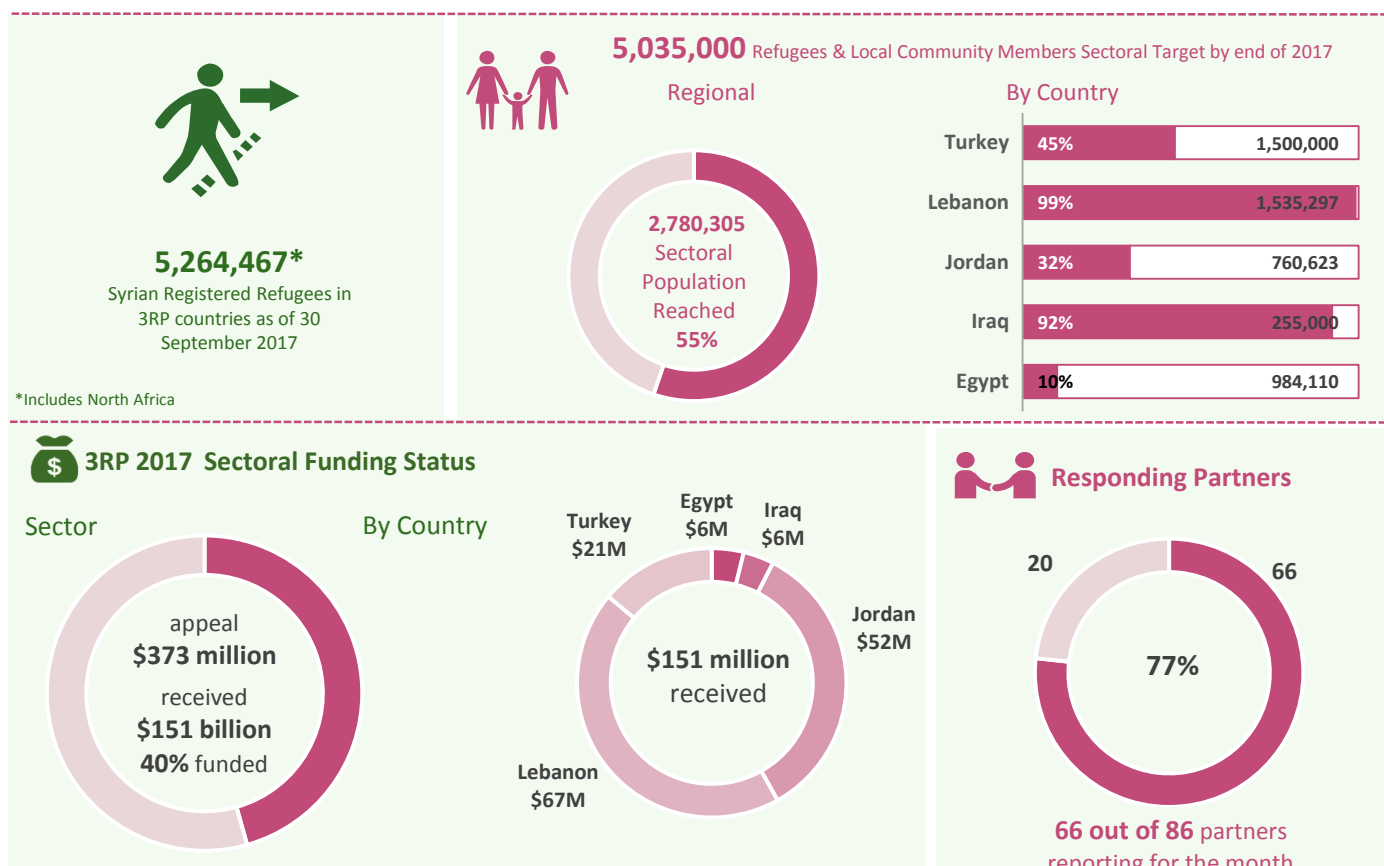 5,264,467*
Syrian Registered Refugees in
3RP countries as of 30
September 2017
*Includes North Africa
5,035,000 Refugees & Local Community Members Sectoral Target by end of 2017
Regional
2,780,305
Sectoral
Population
Reached
55%
By Country
Turkey 45% 1,500,000
Lebanon 99% 1,535,297
Jordan 32% 760,623
Iraq 92% 255,000
Egypt 10% 984,110
$ 3RP 2017 Sectoral Funding Status
Sector
appeal
$373 million
received
$151 billion
40% funded
By Country
Egypt
$6M
Iraq
$6M
Turkey
$21M
Jordan
$52M
$151 million
received
Lebanon
$67M
Responding Partners
20
66
77%
66 out of 86 partners
reporting for the month